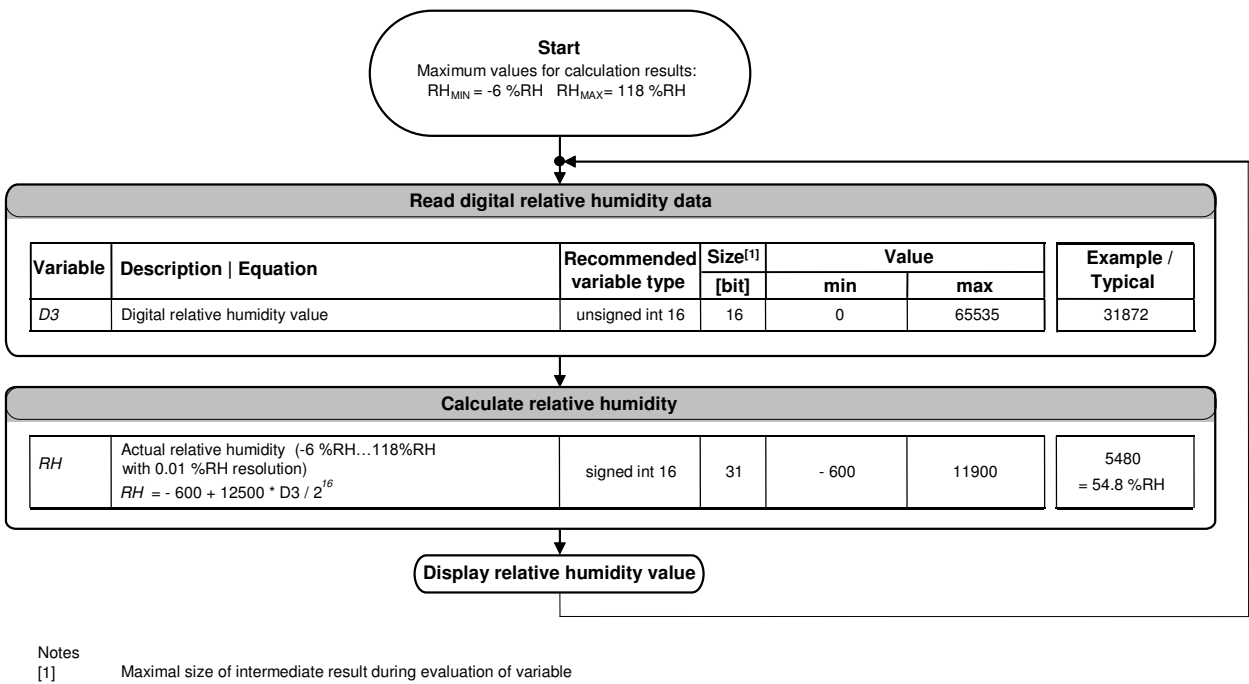 Start
Maximum values for calculation results:
RH_MIN = -6 %RH RH_MAX= 118 %RH
Read digital relative humidity data
Variable Description | Equation Recommended variable type Size[1] [bit] Value min max Example / Typical
D3 Digital relative humidity value unsigned int 16 16 0 65535 31872
Calculate relative humidity
RH
Actual relative humidity (-6 %RH…118%RH
with 0.01 %RH resolution)
RH = - 600 + 12500 * D3 / 2^16
signed int 16 31 - 600 11900
5480
= 54.8 %RH
Display relative humidity value
Notes
[1] Maximal size of intermediate result during evaluation of variable